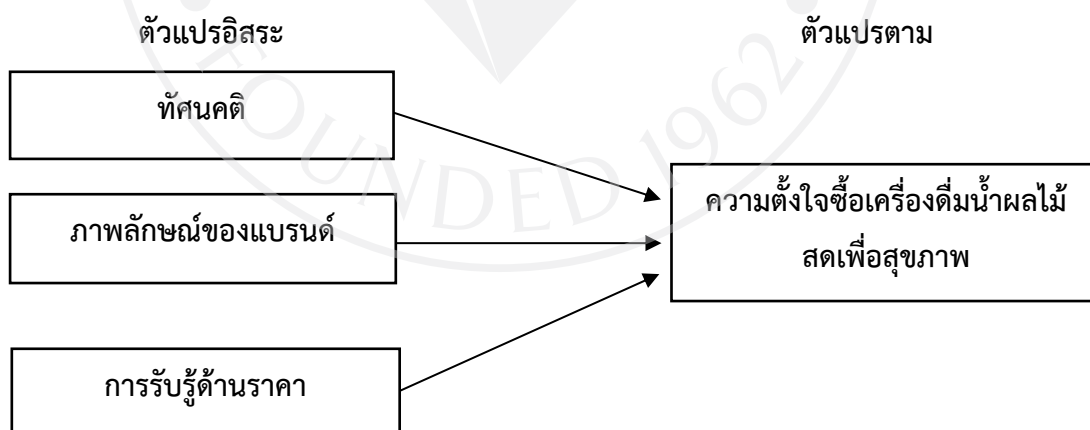 ตัวแปรอิสระ
ตัวแปรตาม
ทัศนคติ
ภาพลักษณ์ของแบรนด์
การรับรู้ด้านราคา
ความตั้งใจซื้อเครื่องดื่มน้ำผลไม้
สดเพื่อสุขภาพ
FOUNDED 1962